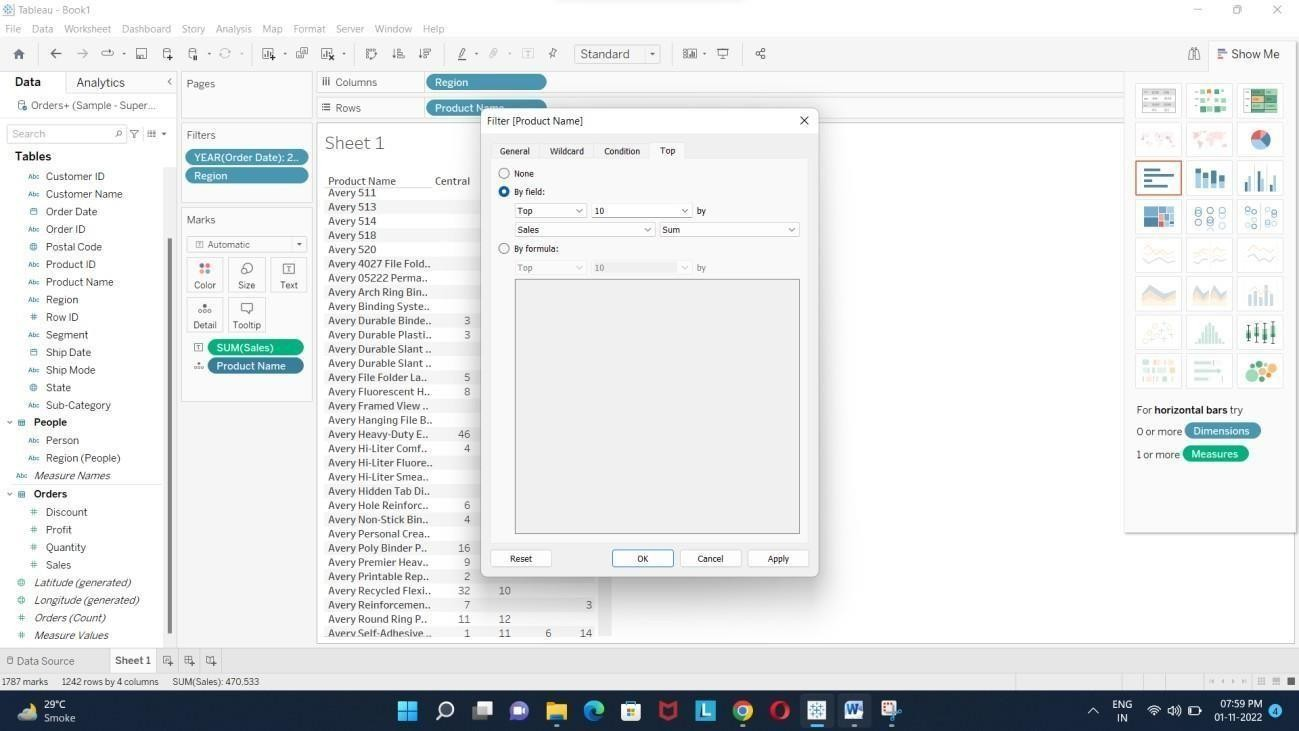 Tableau - Book1
File Data Worksheet Dashboard Story Analysis Map Format Server Window Help
Standard
Show Me
Data Analytics
Orders+ (Sample - Super...
Search
Tables
Customer ID
Customer Name
Order Date
Order ID
Postal Code
Product ID
Product Name
Region
Row ID
Segment
Ship Date
Ship Mode
State
Sub-Category
People
Person
Region (People)
Measure Names
Orders
Discount
Profit
Quantity
Sales
Latitude (generated)
Longitude (generated)
Orders (Count)
Measure Values
Pages
Filters
YEAR(Order Date): 2..
Region
Marks
Automatic
Color Size Text
Detail Tooltip
SUM(Sales)
Product Name
Columns Region
Rows Product Name
Sheet 1
Product Name Central
Avery 511
Avery 513
Avery 514
Avery 518
Avery 520
Avery 4027 File Fold..
Avery 05222 Perma..
Avery Arch Ring Bin..
Avery Binding Syste..
Avery Durable Binde.. 3
Avery Durable Plasti.. 3
Avery Durable Slant ..
Avery Durable Slant ..
Avery File Folder La.. 5
Avery Fluorescent H.. 8
Avery Framed View ..
Avery Hanging File B..
Avery Heavy-Duty E.. 46
Avery Hi-Liter Comf.. 4
Avery Hi-Liter Fluore..
Avery Hi-Liter Smea..
Avery Hidden Tab Di..
Avery Hole Reinforc.. 6
Avery Non-Stick Bin.. 4
Avery Personal Crea..
Avery Poly Binder P.. 16
Avery Premier Heav.. 9
Avery Printable Rep.. 2
Avery Recycled Flexi.. 32 10
Avery Reinforcemen.. 7 3
Avery Round Ring P.. 11 12
Avery Self-Adhesive.. 1 11 6 14
Filter [Product Name]
General Wildcard Condition Top
None
By field:
Top 10 by
Sales Sum
By formula:
Top 10 by
Reset OK Cancel Apply
For horizontal bars try
0 or more Dimensions
1 or more Measures
Data Source Sheet 1
1787 marks 1242 rows by 4 columns SUM(Sales): 470,533
29°C
Smoke
ENG
IN
07:59 PM
01-11-2022
4